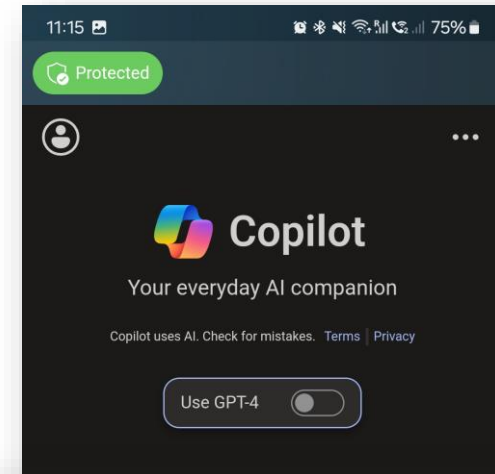 11:15 75%
Protected
Copilot
Your everyday AI companion
Copilot uses AI. Check for mistakes. Terms | Privacy
Use GPT-4